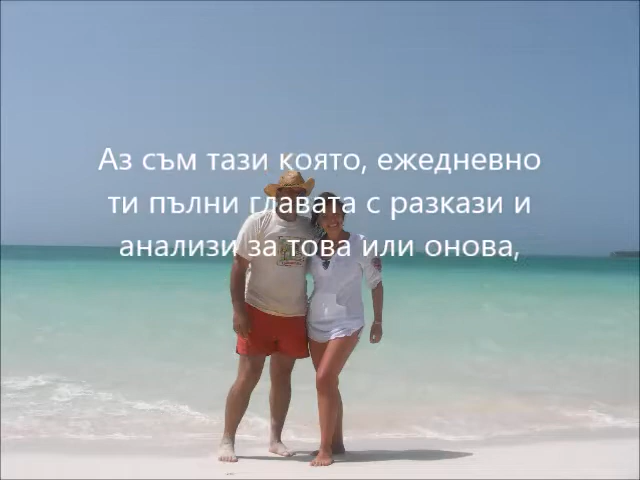 Аз съм тази която, ежедневно
ти пълни главата с разкази и
анализи за това или онова,